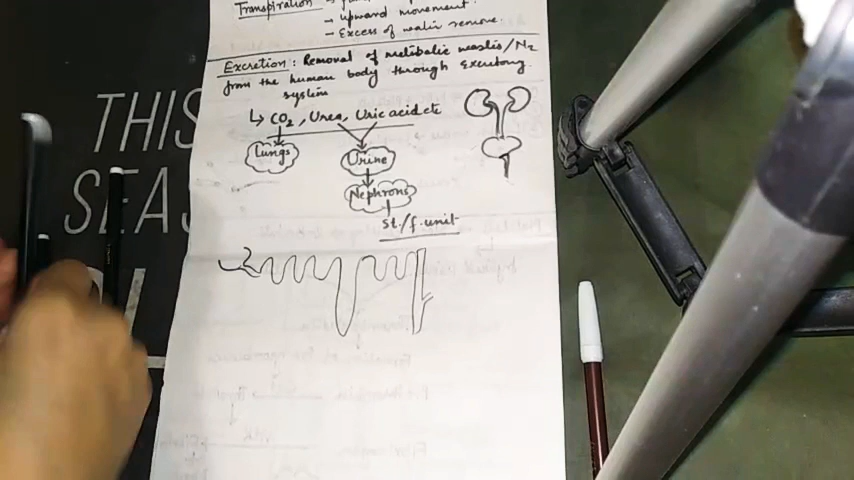 Transpiration →
→ upward movement.
→ Excess of water remove.
Excretion: Removal of metibalic wastes/N2
from the human body through excretory
system
↳ CO2, Urea, Uric acid etc
Lungs
Urine
Nephrons
St./f. unit
THIS
SEAS